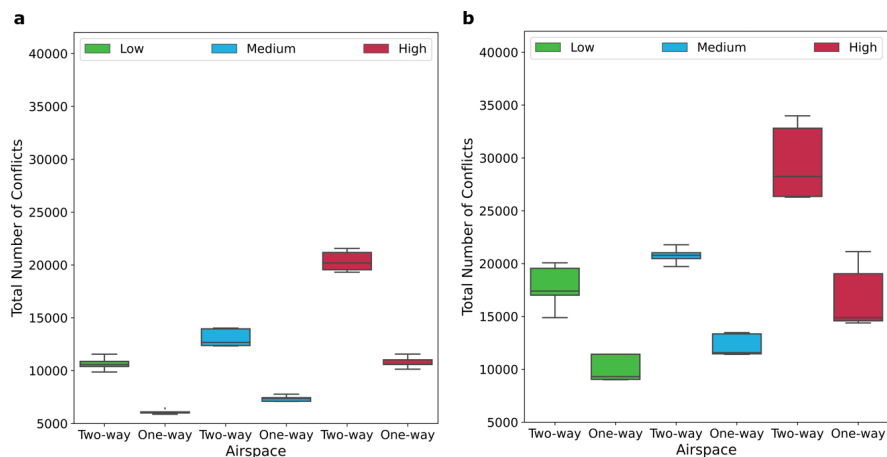 a
Low Medium High
40000
35000
30000
25000
20000
15000
10000
5000
Total Number of Conflicts
Two-way One-way Two-way One-way Two-way One-way
Airspace
b
Low Medium High
40000
35000
30000
25000
20000
15000
10000
5000
Total Number of Conflicts
Two-way One-way Two-way One-way Two-way One-way
Airspace